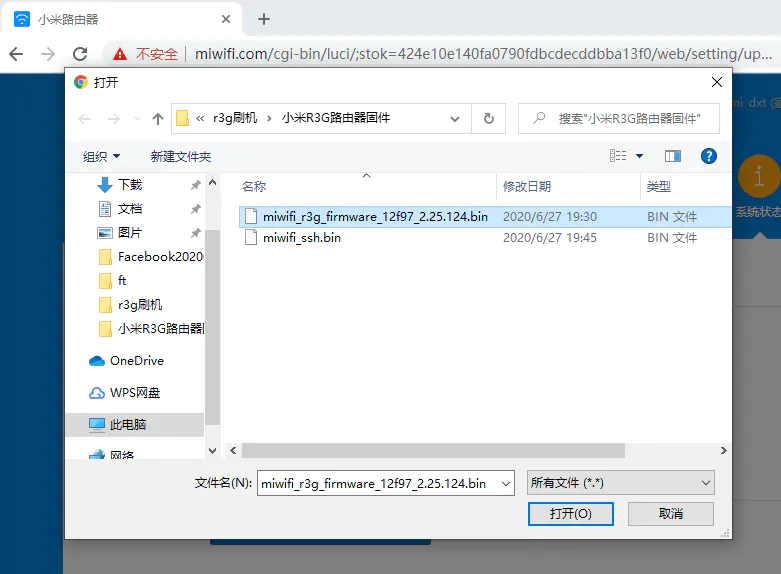 小米路由器
不安全 miwifi.com/cgi-bin/luci/;stok=424e10e140fa0790fdbcdecddbba13f0/web/setting/up...
打开
« r3g刷机 › 小米R3G路由器固件
搜索"小米R3G路由器固件"
组织 新建文件夹
名称 修改日期 类型
下载
文档
图片
Facebook2020
ft
r3g刷机
小米R3G路由器
OneDrive
WPS网盘
此电脑
网络
miwifi_r3g_firmware_12f97_2.25.124.bin 2020/6/27 19:30 BIN 文件
miwifi_ssh.bin 2020/6/27 19:45 BIN 文件
系统状态
文件名(N): miwifi_r3g_firmware_12f97_2.25.124.bin 所有文件 (*.*)
打开(O) 取消